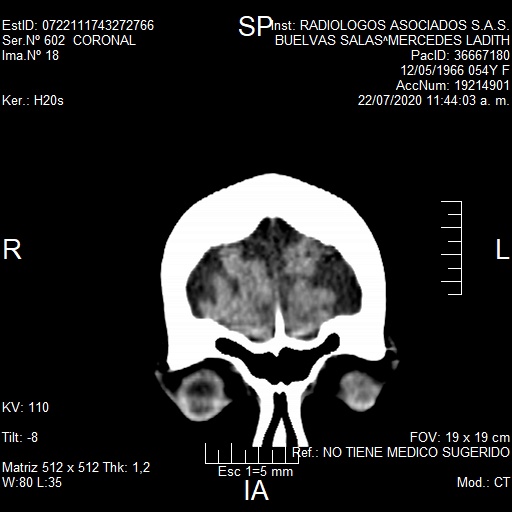 EstID: 0722111743272766
Ser.Nº 602 CORONAL
Ima.Nº 18
Ker.: H20s
SP
Inst: RADIOLOGOS ASOCIADOS S.A.S.
BUELVAS SALAS^MERCEDES LADITH
PacID: 36667180
12/05/1966 054Y F
AccNum: 19214901
22/07/2020 11:44:03 a. m.
R
L
KV: 110
Tilt: -8
Matriz 512 x 512 Thk: 1,2
W:80 L:35
Esc 1=5 mm
IA
FOV: 19 x 19 cm
Ref.: NO TIENE MEDICO SUGERIDO
Mod.: CT